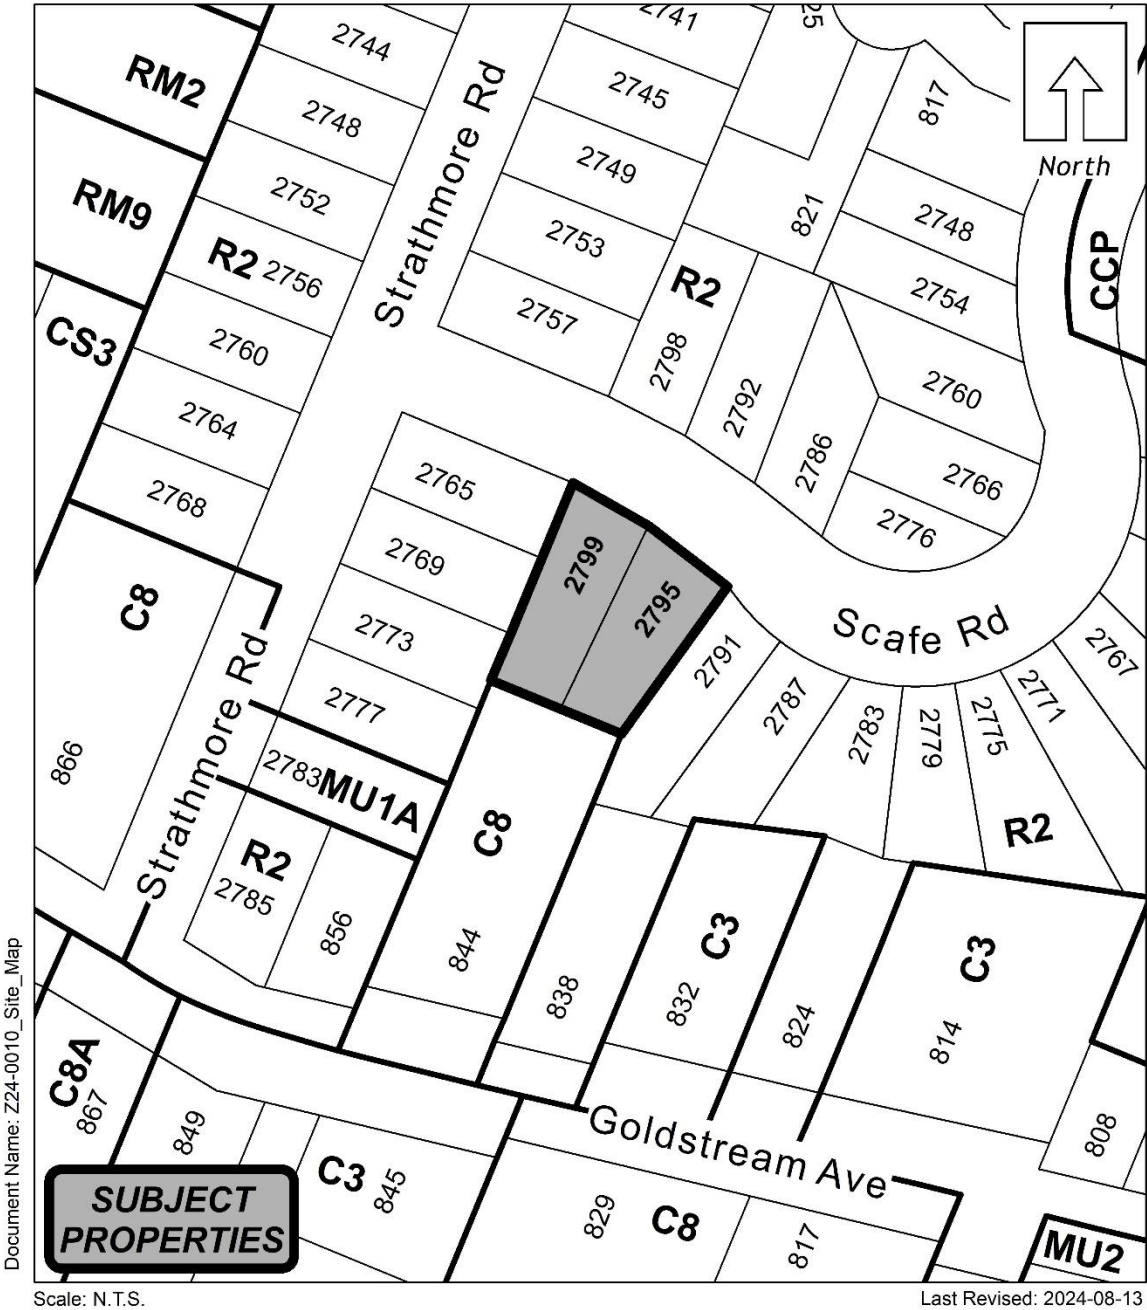 2744
2741
25
RM2
2748
2745
817
North
RM9
2752
Strathmore Rd
2749
821
2748
CCP
R2 2756
2753
R2
2754
CS3
2760
2757
2798
2792
2760
2764
2786
2766
2768
2765
2776
C8
2769
2799
2795
Scafe Rd
2773
2791
2767
2777
2787
2783
2779
2775
2771
866
Strathmore Rd
2783
MU1A
C8
R2
R2
2785
856
844
838
C3
832
824
C3
814
C8A
867
849
Goldstream Ave
808
C3
845
829
C8
817
MU2
SUBJECT
PROPERTIES
Document Name: Z24-0010_Site_Map
Scale: N.T.S.
Last Revised: 2024-08-13